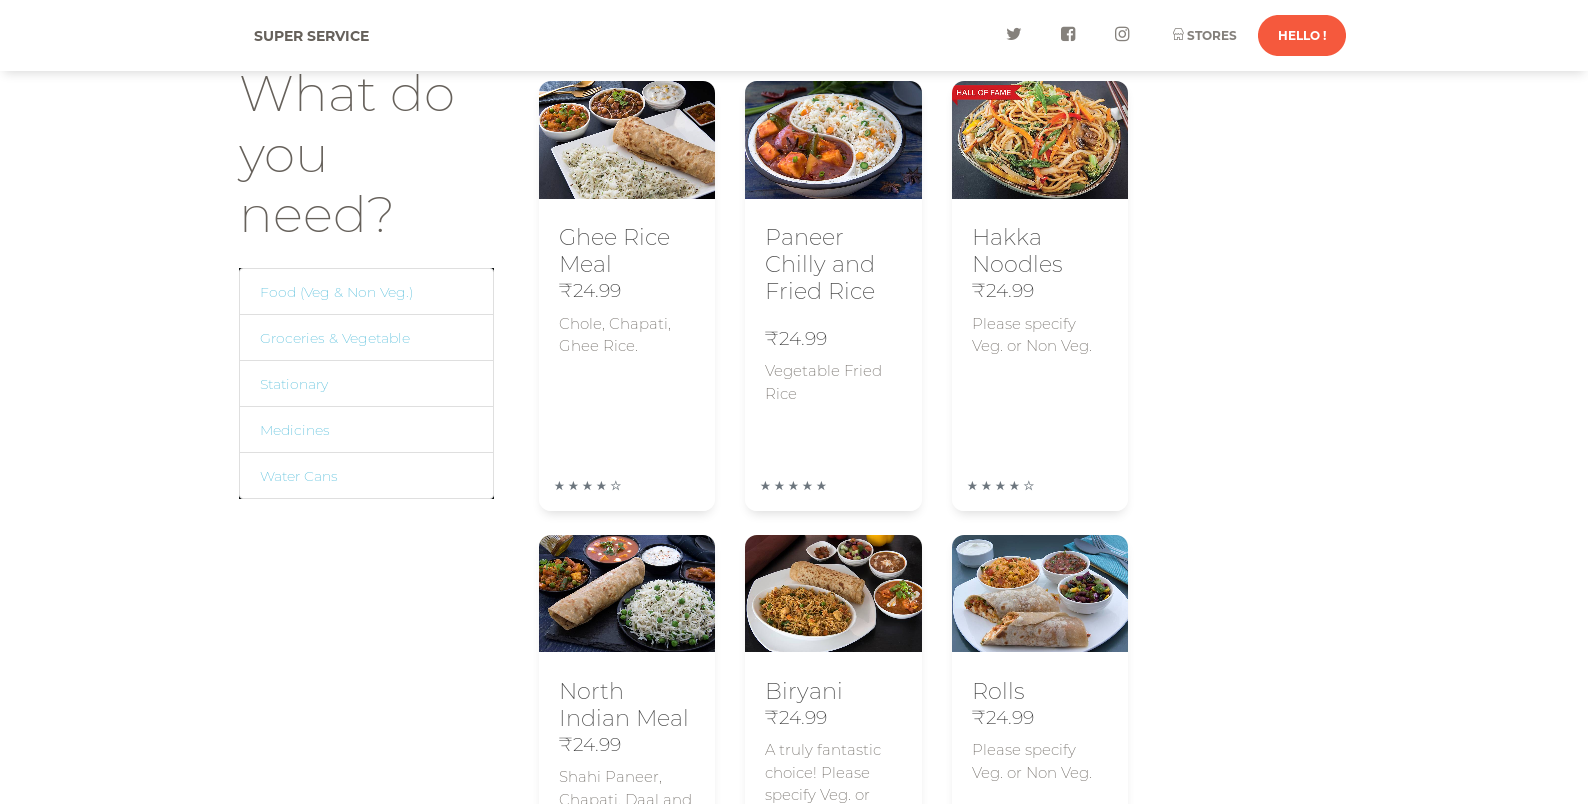 SUPER SERVICE
STORES
HELLO !
What do
you
need?
Food (Veg & Non Veg.)
Groceries & Vegetable
Stationary
Medicines
Water Cans
Ghee Rice
Meal
₹24.99
Chole, Chapati,
Ghee Rice.
★ ★ ★ ★ ☆
Paneer
Chilly and
Fried Rice
₹24.99
Vegetable Fried
Rice
★ ★ ★ ★ ★
HALL OF FAME
Hakka
Noodles
₹24.99
Please specify
Veg. or Non Veg.
★ ★ ★ ★ ☆
North
Indian Meal
₹24.99
Shahi Paneer,
Chapati, Daal and
Biryani
₹24.99
A truly fantastic
choice! Please
specify Veg. or
Rolls
₹24.99
Please specify
Veg. or Non Veg.